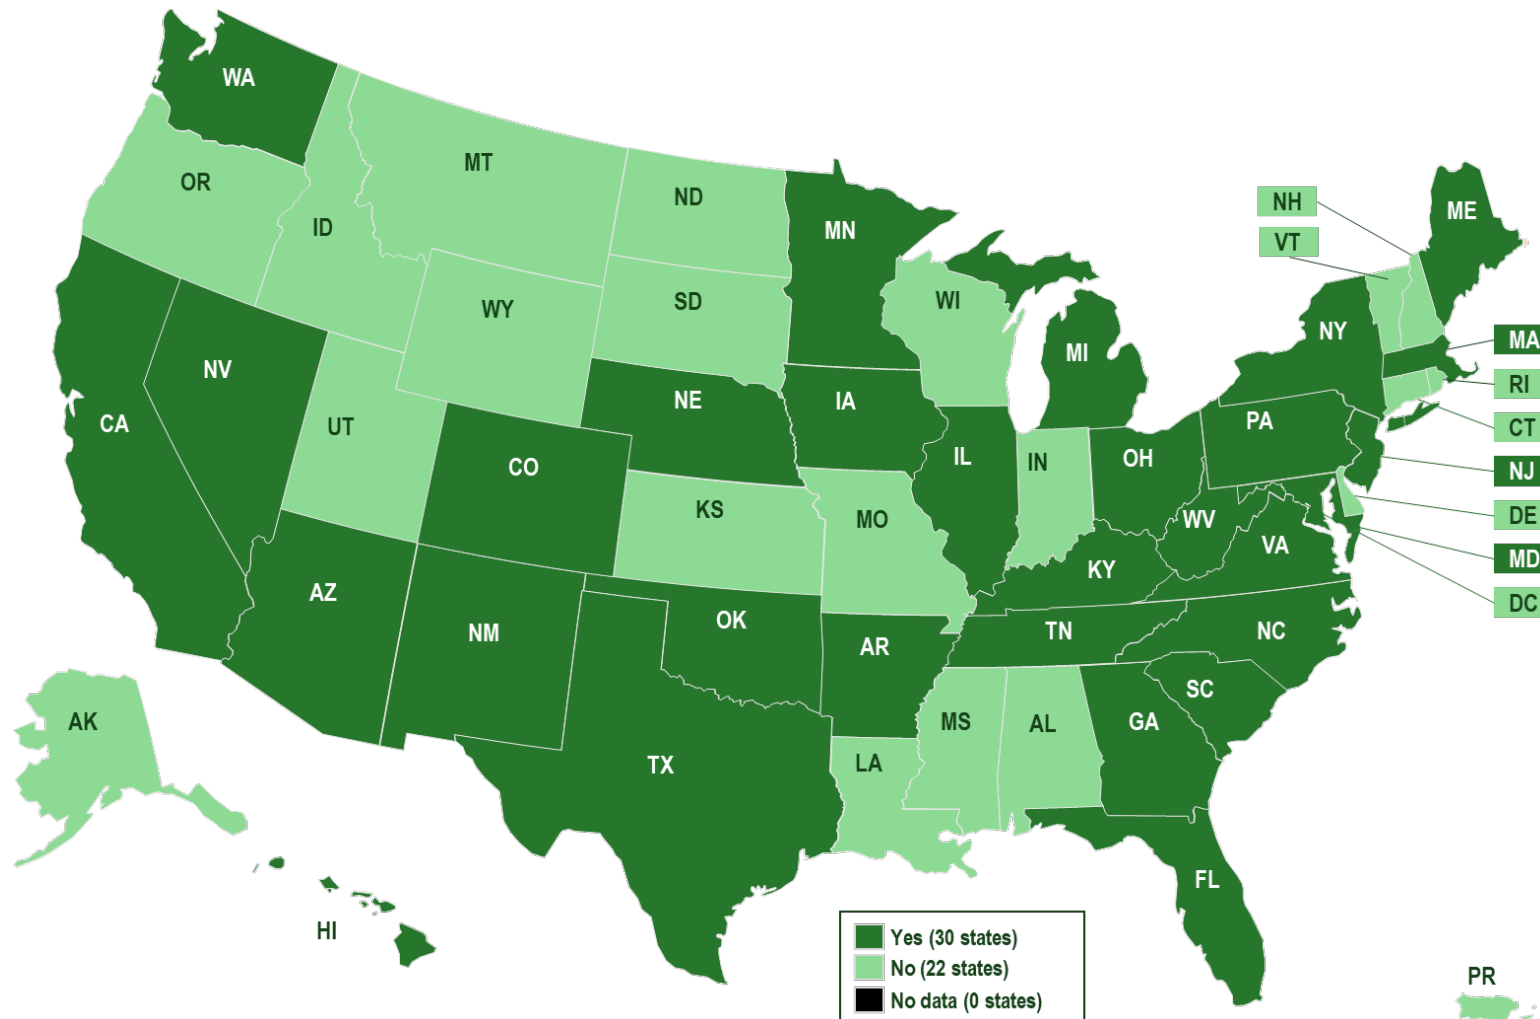 WA
MT
OR
ND
ID
MN
NH
ME
VT
SD
WI
WY
NY
MA
MI
NV
RI
NE
IA
PA
CA
UT
CT
IL
IN
OH
CO
NJ
KS
MO
DE
WV
VA
MD
KY
AZ
DC
OK
TN
NC
NM
AR
SC
AK
MS
AL
GA
TX
LA
FL
HI
Yes (30 states)
No (22 states)
No data (0 states)
PR